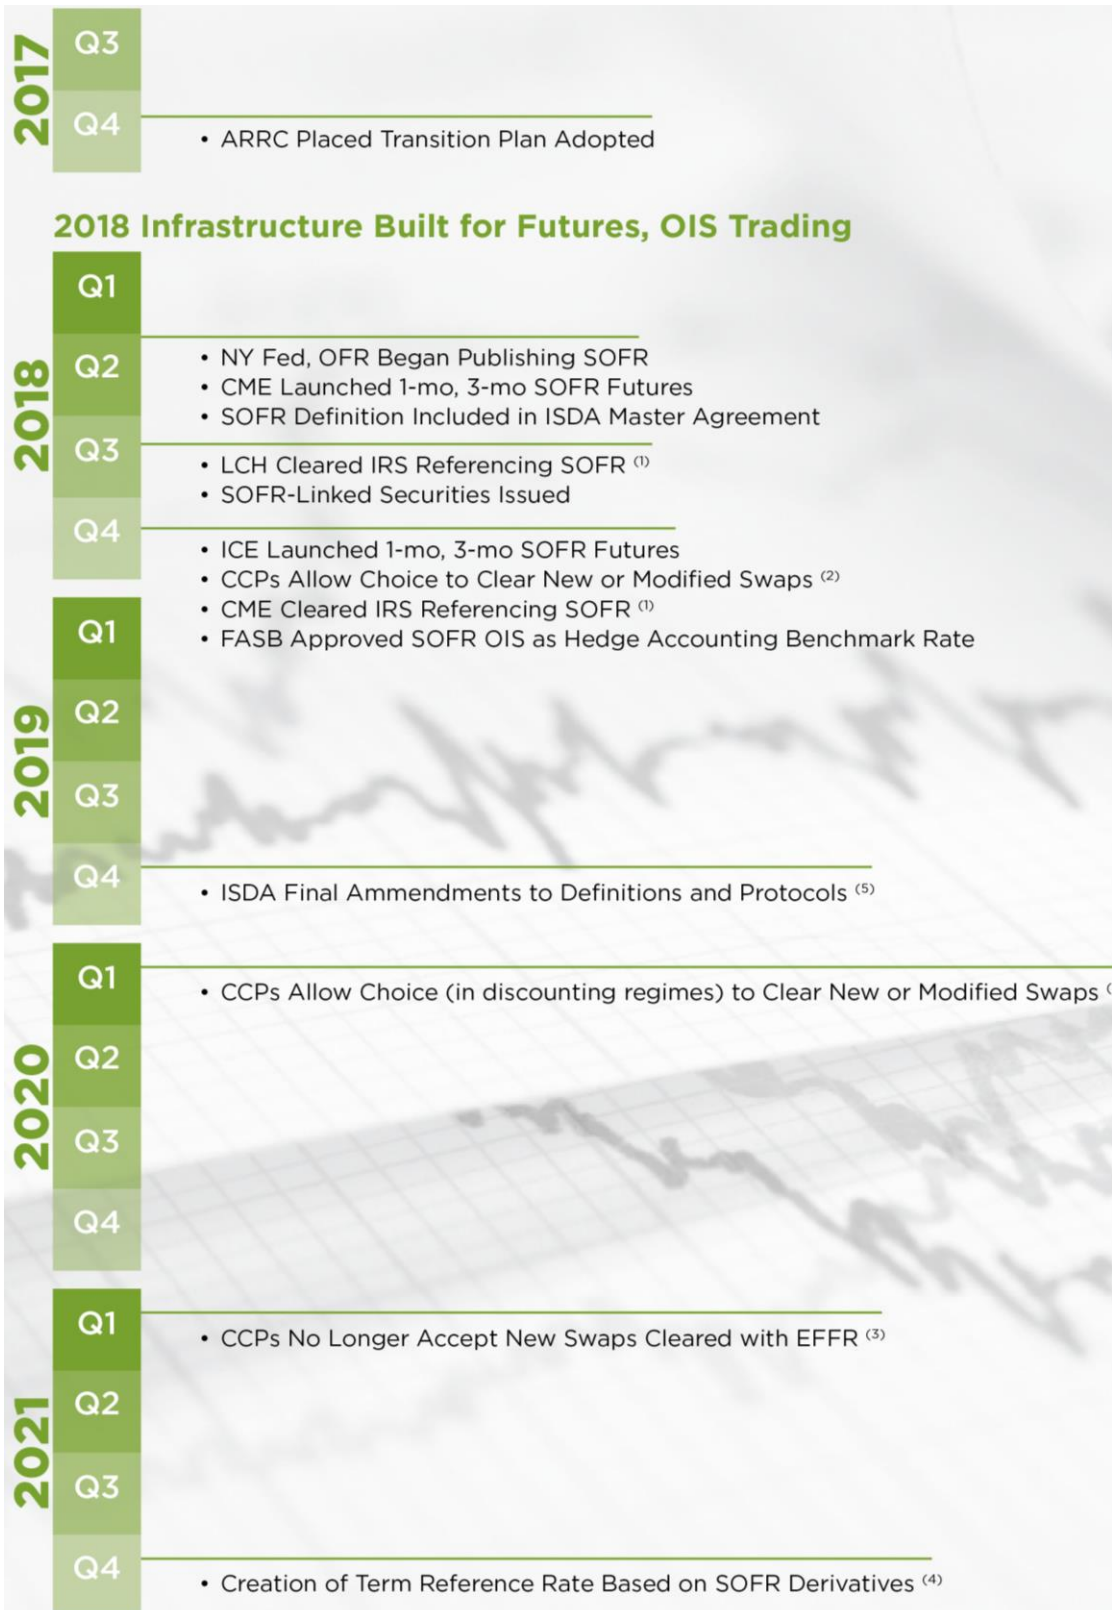 2017
Q3
Q4
• ARRC Placed Transition Plan Adopted
2018 Infrastructure Built for Futures, OIS Trading
2018
Q1
Q2
• NY Fed, OFR Began Publishing SOFR
• CME Launched 1-mo, 3-mo SOFR Futures
• SOFR Definition Included in ISDA Master Agreement
Q3
• LCH Cleared IRS Referencing SOFR (1)
• SOFR-Linked Securities Issued
Q4
• ICE Launched 1-mo, 3-mo SOFR Futures
• CCPs Allow Choice to Clear New or Modified Swaps (2)
• CME Cleared IRS Referencing SOFR (1)
• FASB Approved SOFR OIS as Hedge Accounting Benchmark Rate
2019
Q1
Q2
Q3
Q4
• ISDA Final Ammendments to Definitions and Protocols (5)
2020
Q1
• CCPs Allow Choice (in discounting regimes) to Clear New or Modified Swaps (
Q2
Q3
Q4
2021
Q1
• CCPs No Longer Accept New Swaps Cleared with EFFR (3)
Q2
Q3
Q4
• Creation of Term Reference Rate Based on SOFR Derivatives (4)